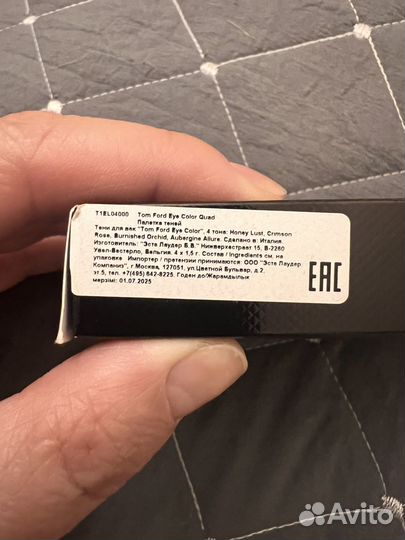 T1EL04000 Tom Ford Eye Color Quad
Палетка теней
Тени для век "Tom Ford Eye Color", 4 тона: Honey Lust, Crimson
Rose, Burnished Orchid, Aubergine Allure. Сделано в: Италия.
Изготовитель: "Эсте Лаудер Б.В." Нижверкаерстраат 15, B-2260
Увел-Вестерло, Бельгия. 4 x 1,5 г. Состав / Ingredients см. на
упаковке Импортер / претензии принимаются: ООО "Эсте Лаудер
Компаниз", г Москва, 127051, ул.Цветной Бульвар, д.2,
эт.5, тел.+7(495) 642-8225. Годен до/Жарамдылык
мерзімі: 01.07.2025
EAC
Avito